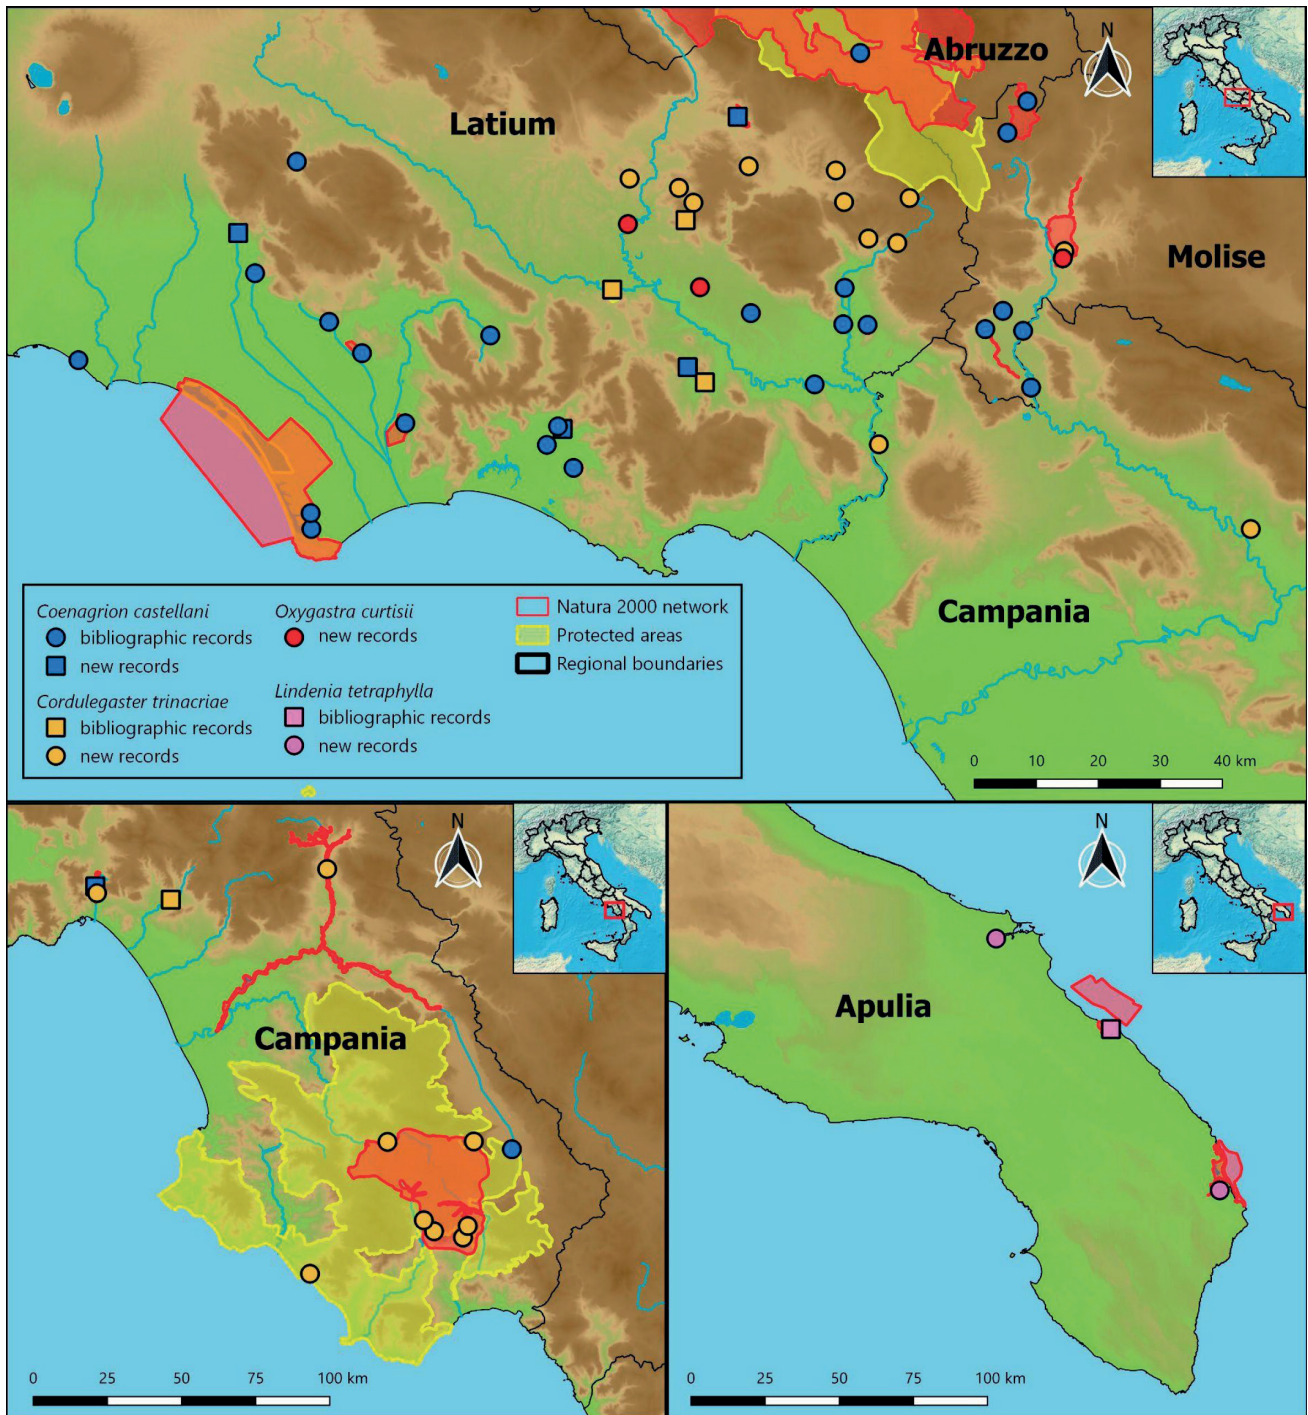 Abruzzo
N
Latium
Molise
Campania
Coenagrion castellani
bibliographic records
new records
Cordulegaster trinacriae
bibliographic records
new records
Oxygastra curtisii
new records
Lindenia tetraphylla
bibliographic records
new records
Natura 2000 network
Protected areas
Regional boundaries
0 10 20 30 40 km
N
Campania
0 25 50 75 100 km
N
Apulia
0 25 50 75 100 km